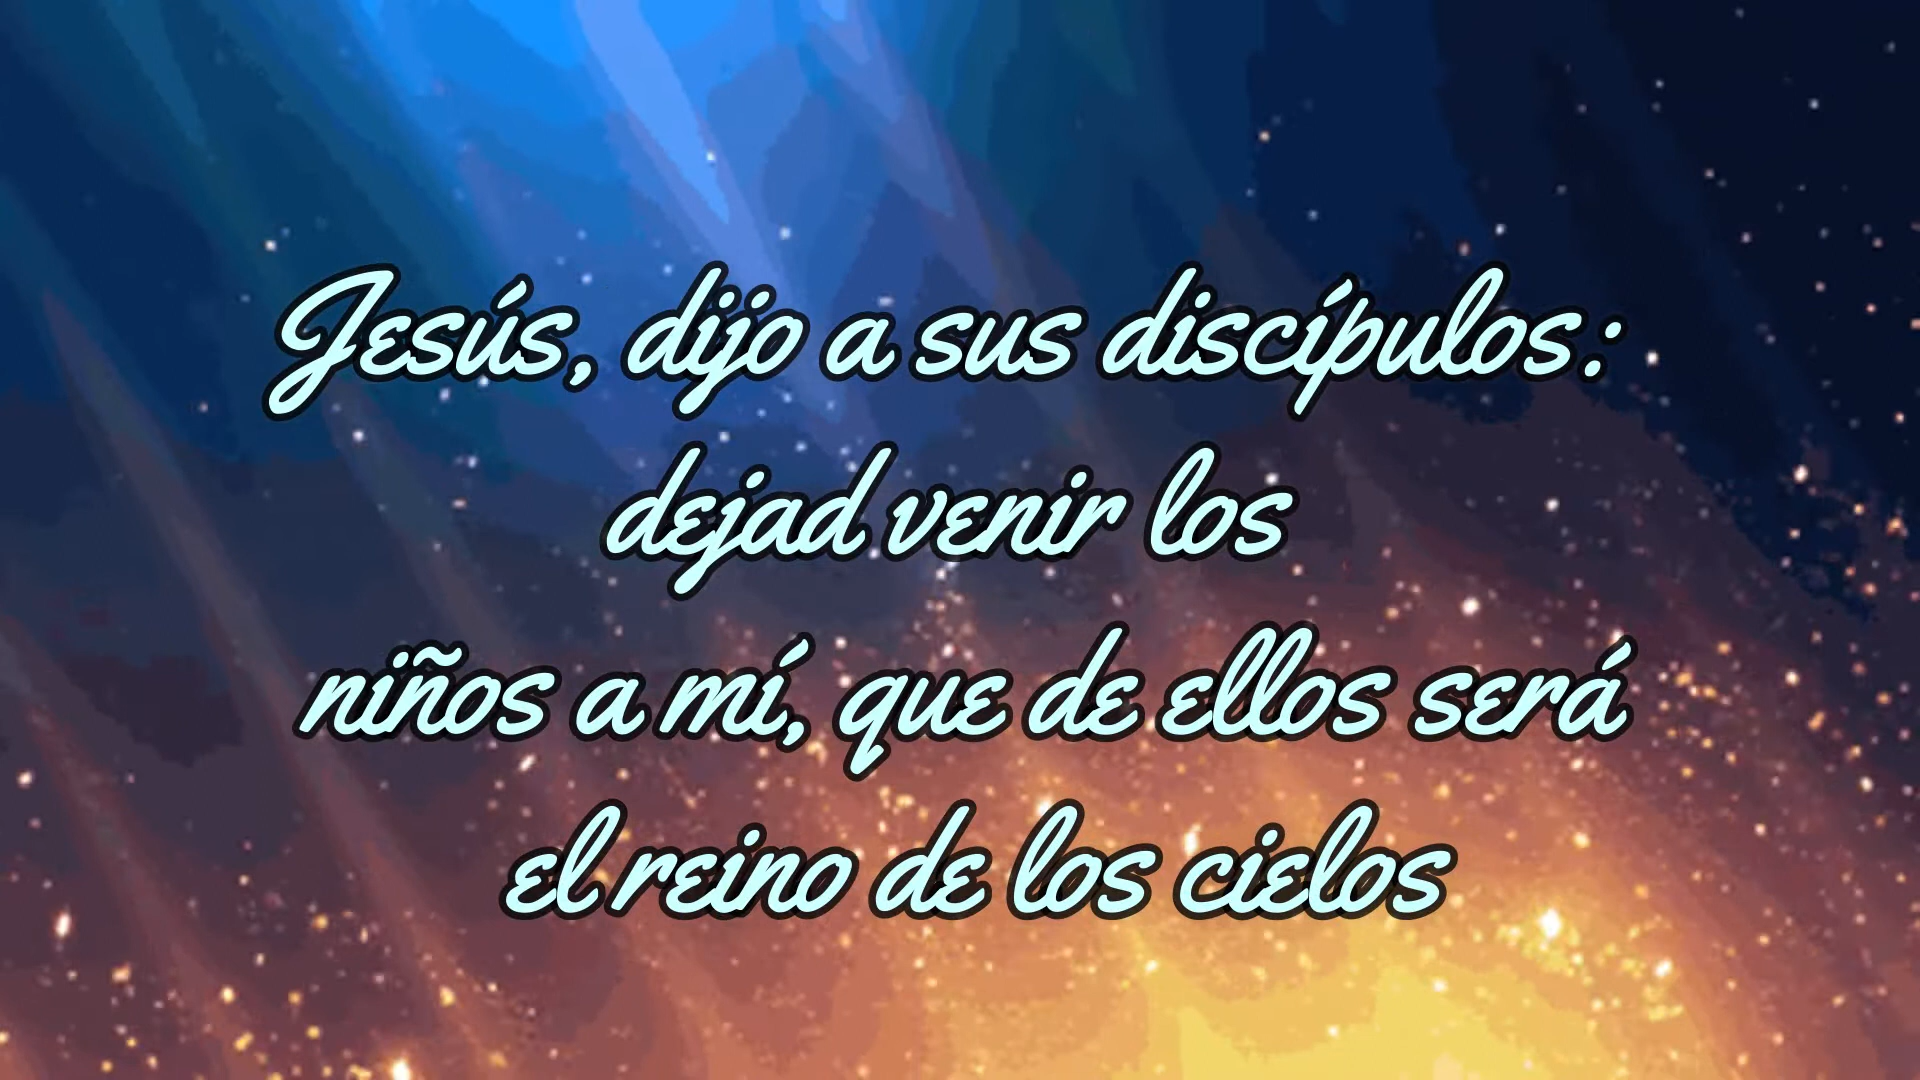 Jesús, dijo a sus discípulos:
dejad venir los
niños a mí, que de ellos será
el reino de los cielos